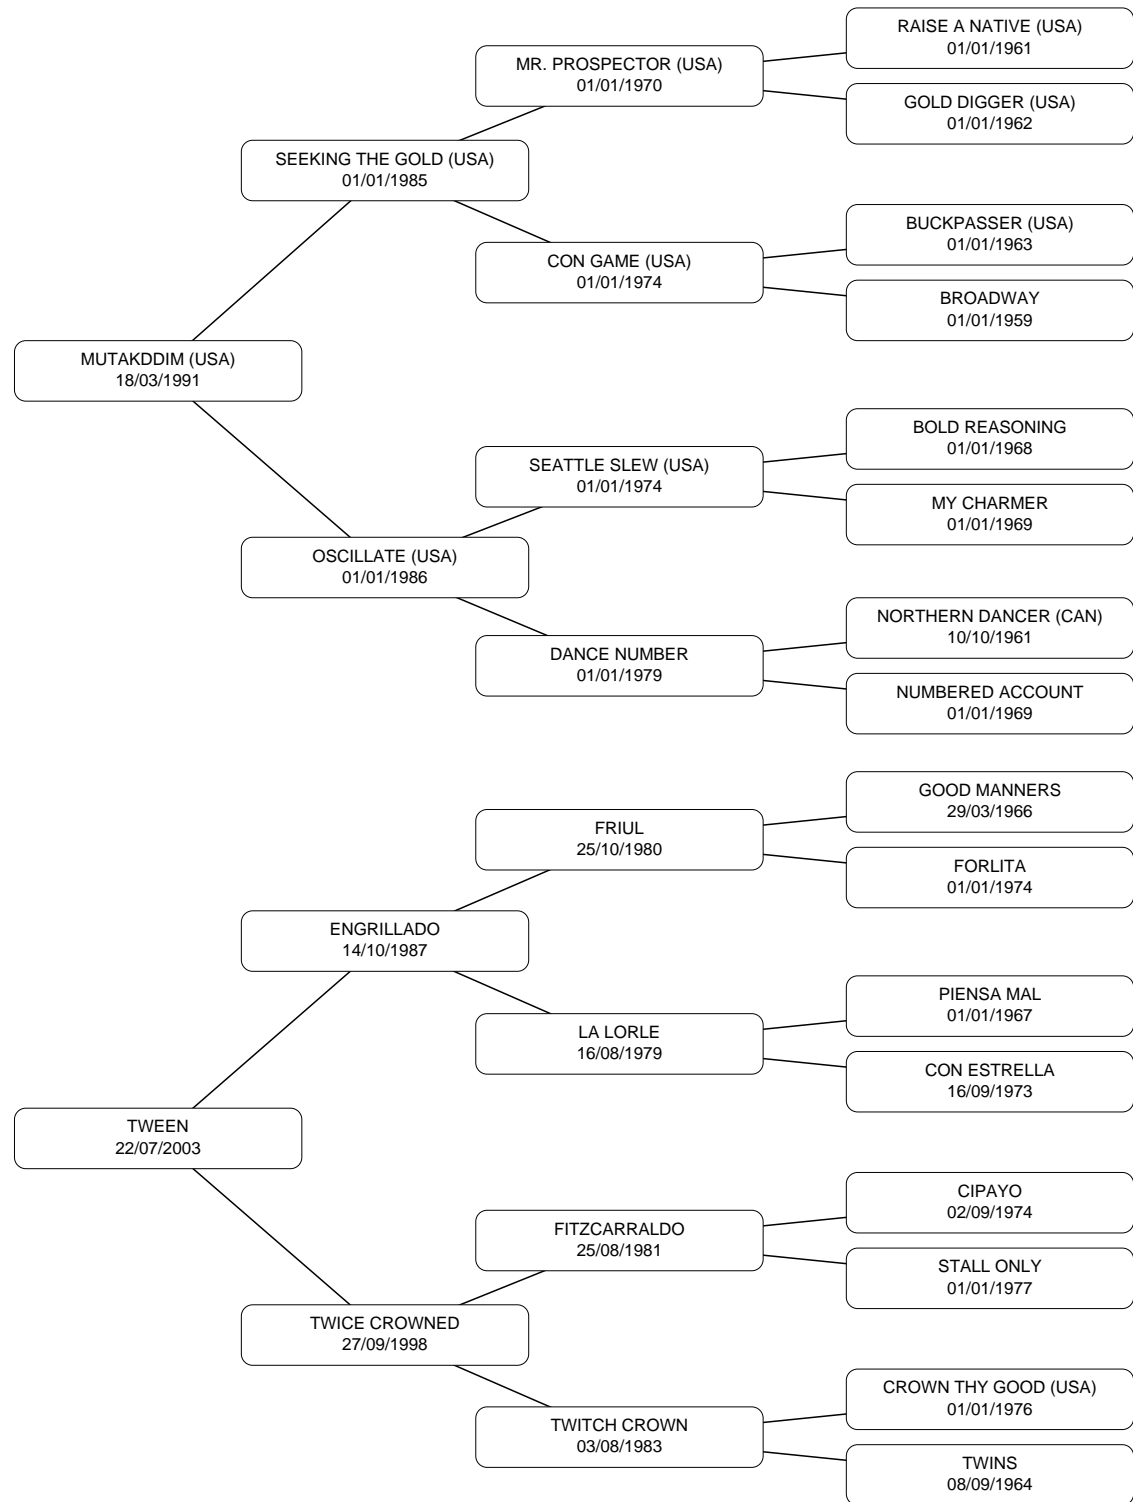 RAISE A NATIVE (USA)
01/01/1961
MR. PROSPECTOR (USA)
01/01/1970
GOLD DIGGER (USA)
01/01/1962
SEEKING THE GOLD (USA)
01/01/1985
BUCKPASSER (USA)
01/01/1963
CON GAME (USA)
01/01/1974
BROADWAY
01/01/1959
MUTAKDDIM (USA)
18/03/1991
BOLD REASONING
01/01/1968
SEATTLE SLEW (USA)
01/01/1974
MY CHARMER
01/01/1969
OSCILLATE (USA)
01/01/1986
NORTHERN DANCER (CAN)
10/10/1961
DANCE NUMBER
01/01/1979
NUMBERED ACCOUNT
01/01/1969
GOOD MANNERS
29/03/1966
FRIUL
25/10/1980
FORLITA
01/01/1974
ENGRILLADO
14/10/1987
PIENSA MAL
01/01/1967
LA LORLE
16/08/1979
CON ESTRELLA
16/09/1973
TWEEN
22/07/2003
CIPAYO
02/09/1974
FITZCARRALDO
25/08/1981
STALL ONLY
01/01/1977
TWICE CROWNED
27/09/1998
CROWN THY GOOD (USA)
01/01/1976
TWITCH CROWN
03/08/1983
TWINS
08/09/1964